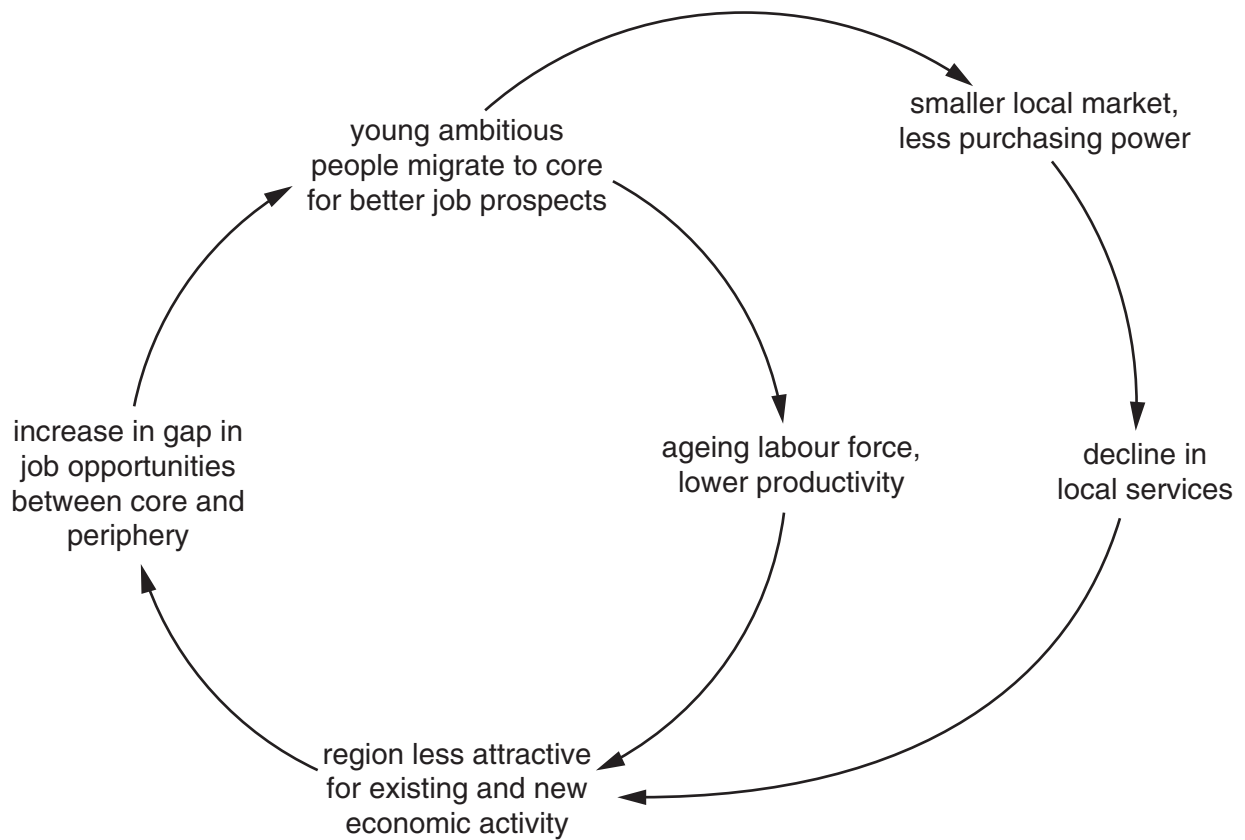 young ambitious
people migrate to core
for better job prospects
smaller local market,
less purchasing power
increase in gap in
job opportunities
between core and
periphery
ageing labour force,
lower productivity
decline in
local services
region less attractive
for existing and new
economic activity